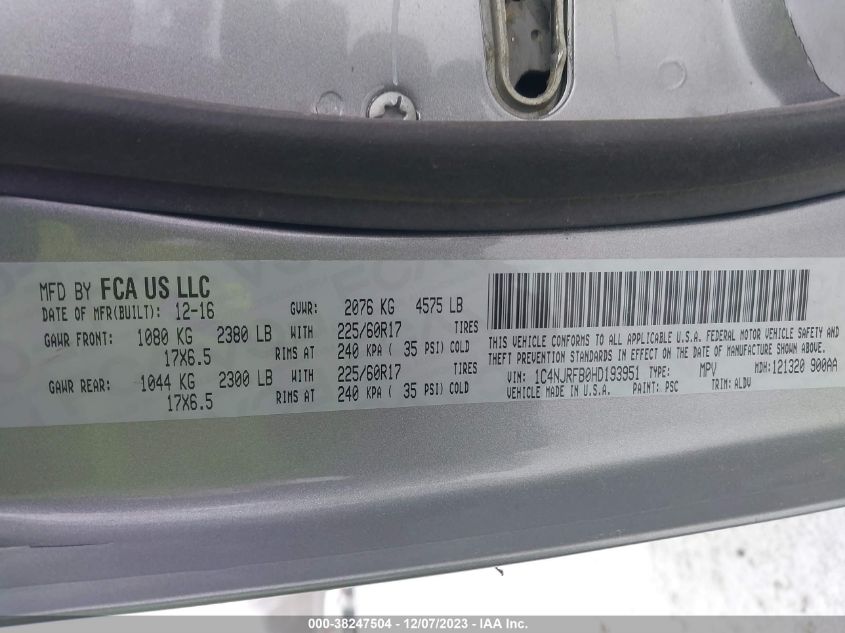 MFD BY FCA US LLC
DATE OF MFR(BUILT): 12-16 GVWR: 2076 KG 4575 LB
GAWR FRONT: 1080 KG 2380 LB WITH 225/60R17 TIRES
17X6.5 RIMS AT 240 KPA ( 35 PSI) COLD
GAWR REAR: 1044 KG 2300 LB WITH 225/60R17 TIRES
17X6.5 RIMS AT 240 KPA ( 35 PSI) COLD
THIS VEHICLE CONFORMS TO ALL APPLICABLE U.S.A. FEDERAL MOTOR VEHICLE SAFETY AND
THEFT PREVENTION STANDARDS IN EFFECT ON THE DATE OF MANUFACTURE SHOWN ABOVE.
VIN: 1C4NJRFB0HD193951 TYPE: MPV MDH:121320 900AA
VEHICLE MADE IN U.S.A. PAINT: PSC TRIM: ALDV
000-38247504 - 12/07/2023 - IAA Inc.